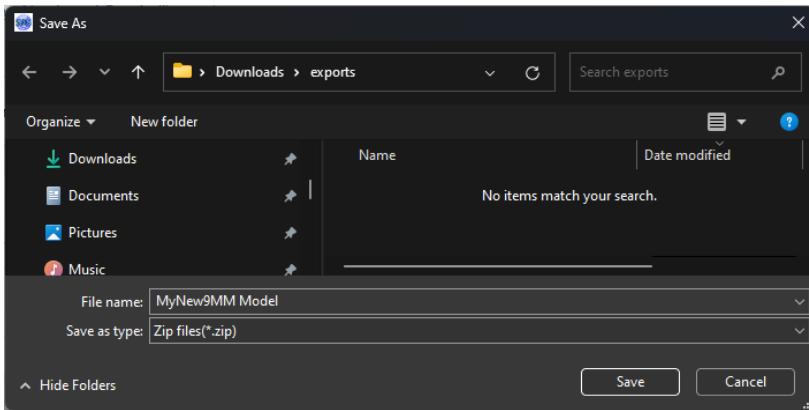 Save As
Downloads > exports
Search exports
Organize
New folder
Name
Date modified
Downloads
No items match your search.
Documents
Pictures
Music
File name: MyNew9MM Model
Save as type: Zip files(*.zip)
Hide Folders
Save
Cancel